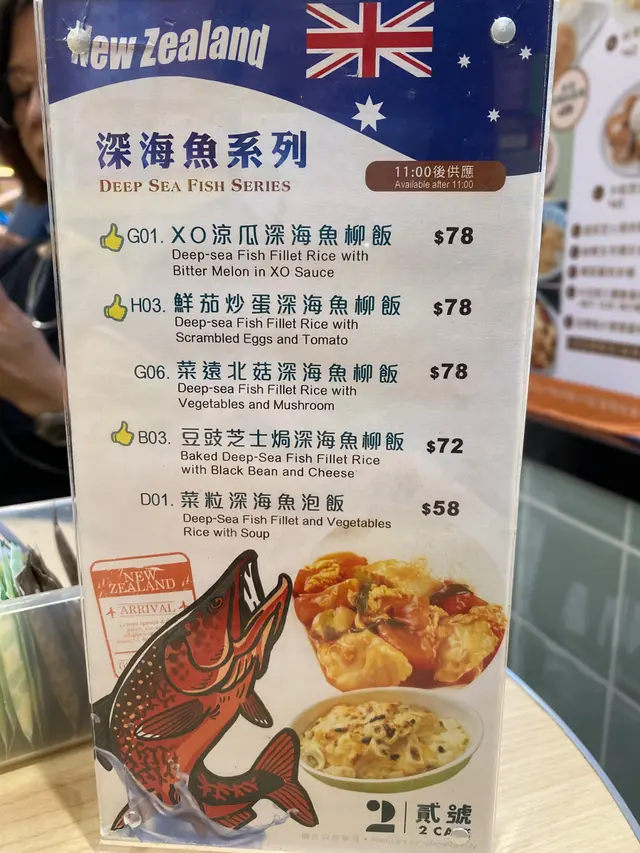 New Zealand
深海魚系列
DEEP SEA FISH SERIES
11:00後供應
Available after 11:00
G01. XO涼瓜深海魚柳飯 $78
Deep-sea Fish Fillet Rice with
Bitter Melon in XO Sauce
H03. 鮮茄炒蛋深海魚柳飯 $78
Deep-sea Fish Fillet Rice with
Scrambled Eggs and Tomato
G06. 菜遠北菇深海魚柳飯 $78
Deep-sea Fish Fillet Rice with
Vegetables and Mushroom
B03. 豆豉芝士焗深海魚柳飯 $72
Baked Deep-Sea Fish Fillet Rice
with Black Bean and Cheese
D01. 菜粒深海魚泡飯 $58
Deep-Sea Fish Fillet and Vegetables
Rice with Soup
NEW
ZEALAND
ARRIVAL
2 貳號
2 CAFE